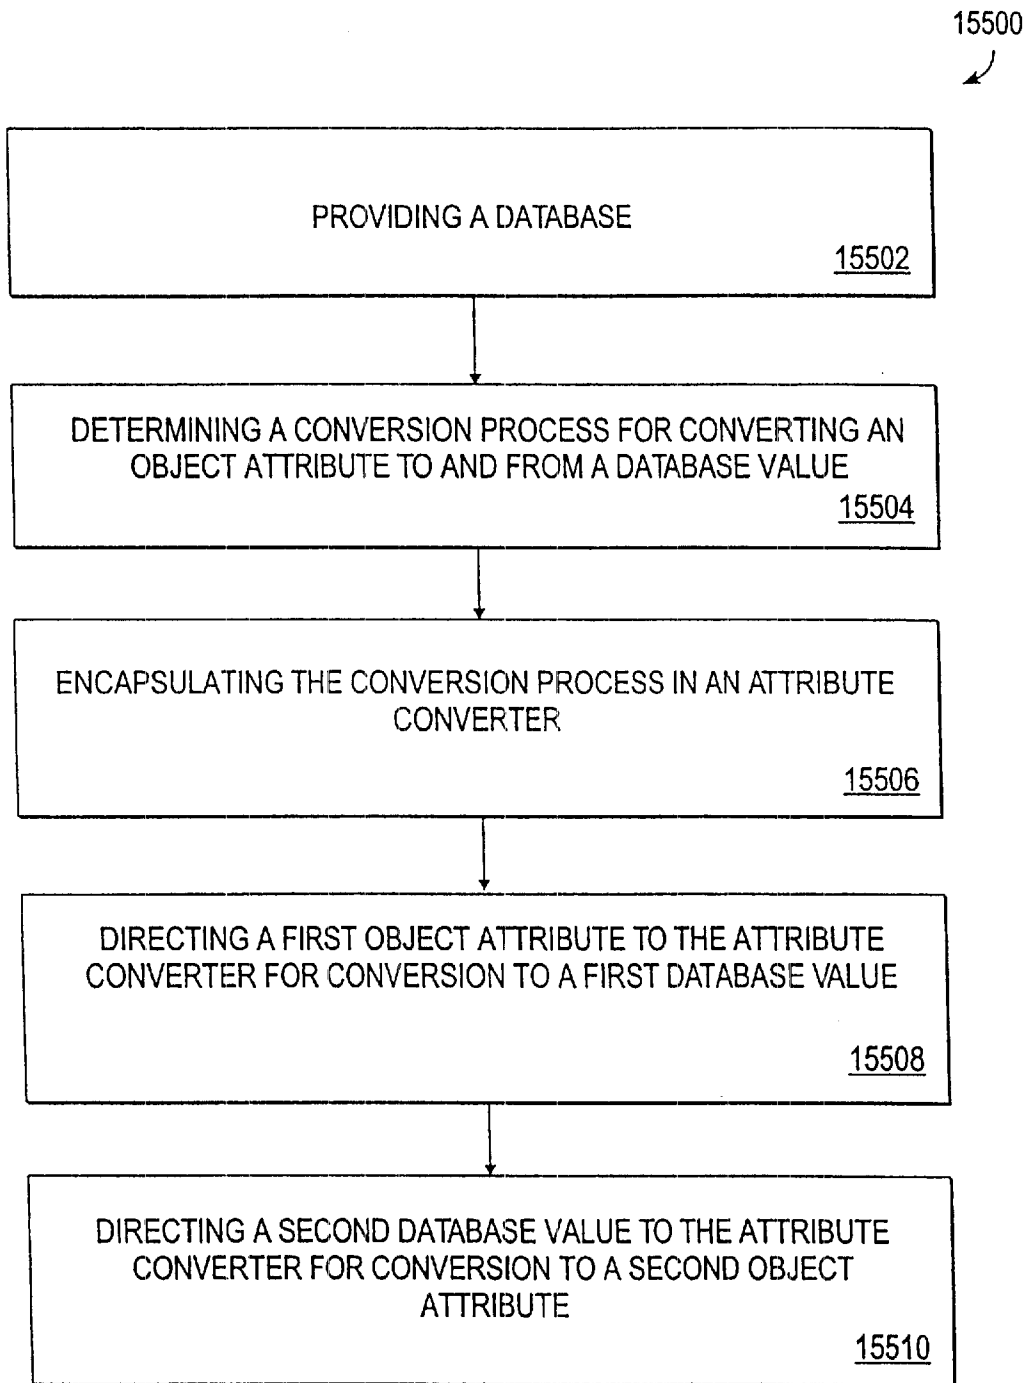 15500
PROVIDING A DATABASE
15502
DETERMINING A CONVERSION PROCESS FOR CONVERTING AN
OBJECT ATTRIBUTE TO AND FROM A DATABASE VALUE
15504
ENCAPSULATING THE CONVERSION PROCESS IN AN ATTRIBUTE
CONVERTER
15506
DIRECTING A FIRST OBJECT ATTRIBUTE TO THE ATTRIBUTE
CONVERTER FOR CONVERSION TO A FIRST DATABASE VALUE
15508
DIRECTING A SECOND DATABASE VALUE TO THE ATTRIBUTE
CONVERTER FOR CONVERSION TO A SECOND OBJECT
ATTRIBUTE
15510